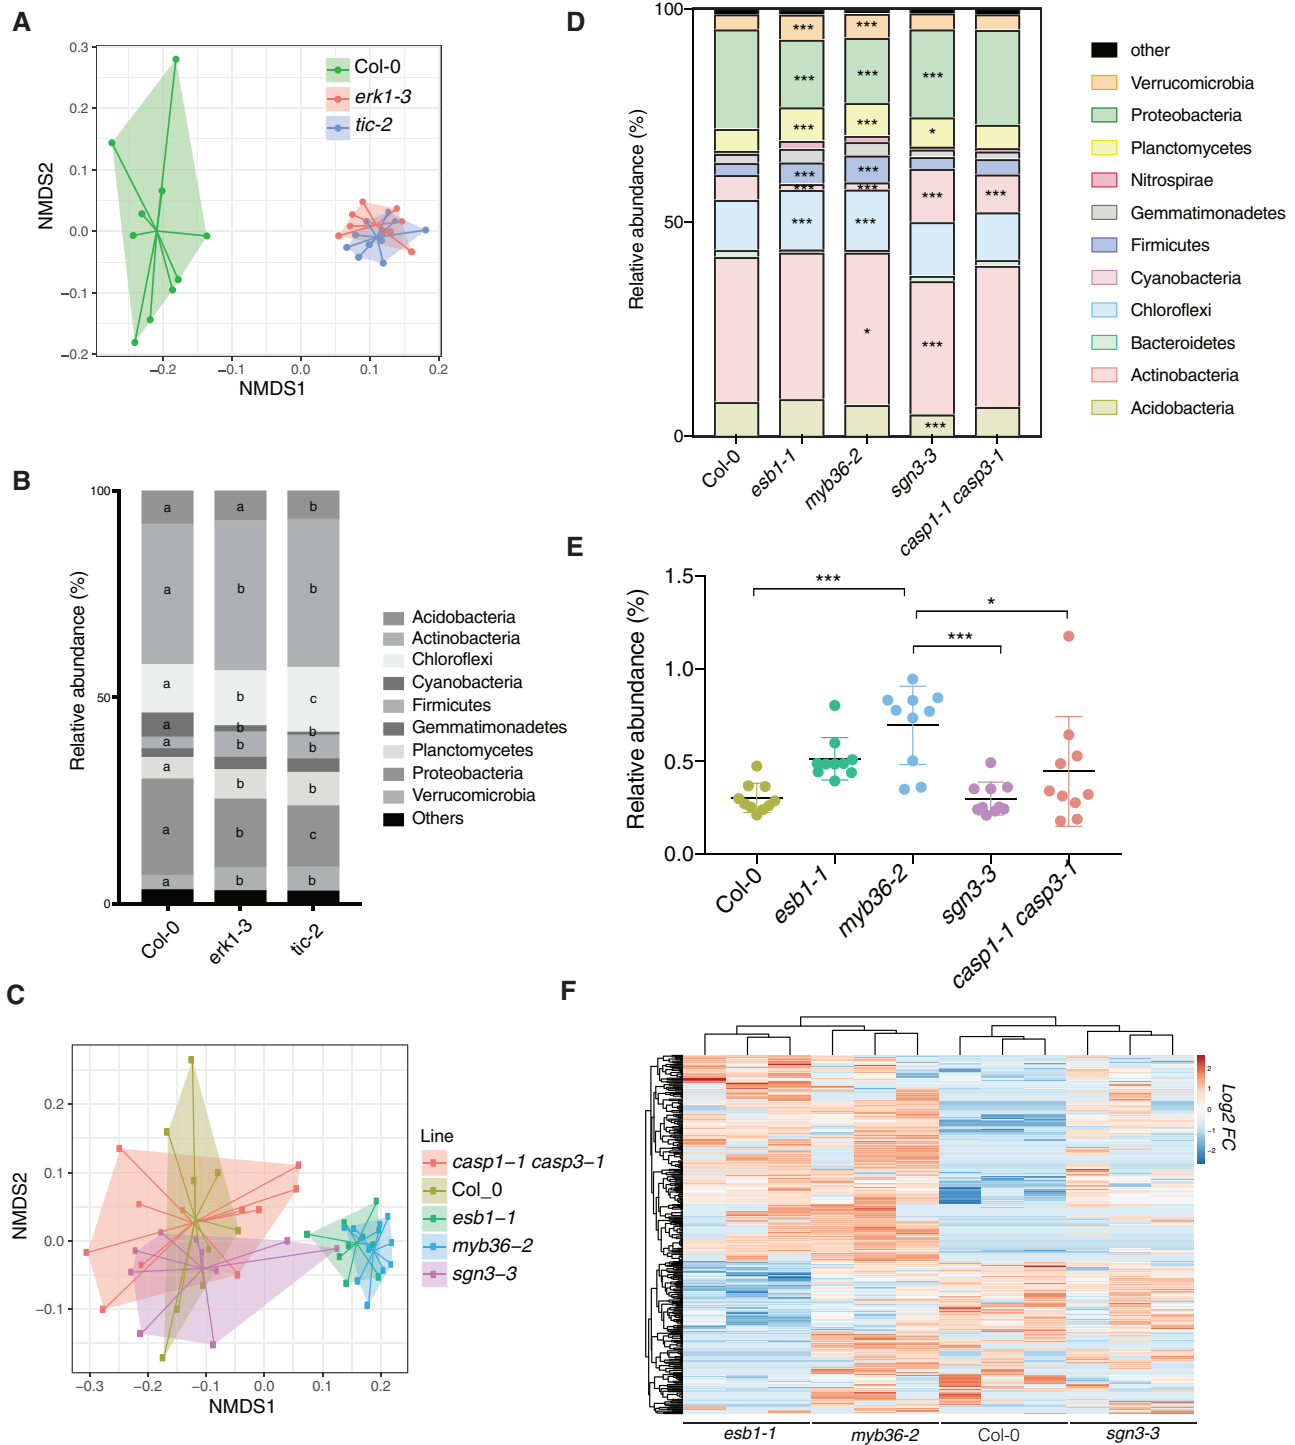 A
0.3
0.2
0.1
0.0
−0.1
−0.2
NMDS2
−0.2
−0.1
0.0
0.1
0.2
NMDS1
Col-0
erk1-3
tic-2
B
Relative abundance (%)
100
50
0
a a b
a b b
a b c
a b b
a b b
a b b
a b c
a b b
Col-0
erk1-3
tic-2
Acidobacteria
Actinobacteria
Chloroflexi
Cyanobacteria
Firmicutes
Gemmatimonadetes
Planctomycetes
Proteobacteria
Verrucomicrobia
Others
C
0.2
0.1
0.0
−0.1
NMDS2
−0.3
−0.2
−0.1
0.0
0.1
0.2
NMDS1
Line
casp1−1 casp3−1
Col_0
esb1−1
myb36−2
sgn3−3
D
Relative abundance (%)
100
50
0
*** ***
*** *** ***
*** *** *
*** ***
*** *** *** ***
*** ***
* ***
***
Col-0
esb1-1
myb36-2
sgn3-3
casp1-1 casp3-1
other
Verrucomicrobia
Proteobacteria
Planctomycetes
Nitrospirae
Gemmatimonadetes
Firmicutes
Cyanobacteria
Chloroflexi
Bacteroidetes
Actinobacteria
Acidobacteria
E
Relative abundance (%)
1.5
1.0
0.5
0.0
***
*
***
Col-0
esb1-1
myb36-2
sgn3-3
casp1-1 casp3-1
F
2
1
0
−1
−2
Log2 FC
esb1-1
myb36-2
Col-0
sgn3-3